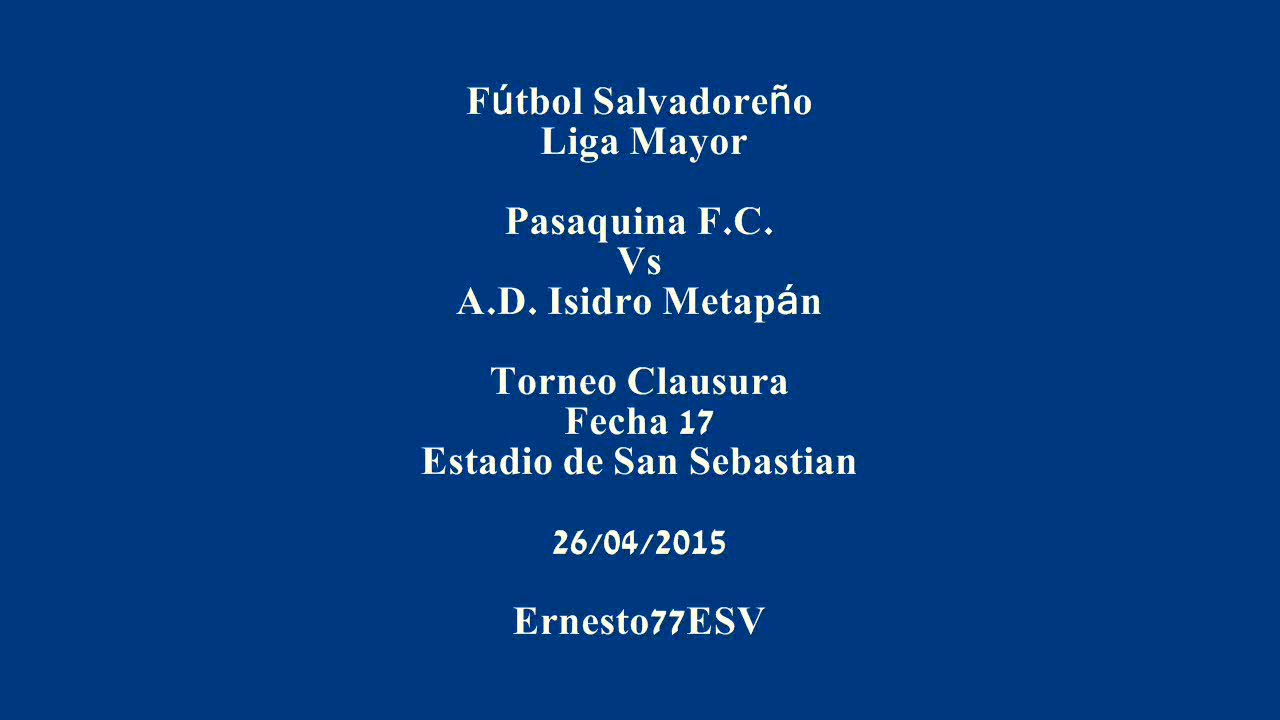 Fútbol Salvadoreño
Liga Mayor
Pasaquina F.C.
Vs
A.D. Isidro Metapán
Torneo Clausura
Fecha 17
Estadio de San Sebastian
26/04/2015
Ernesto77ESV